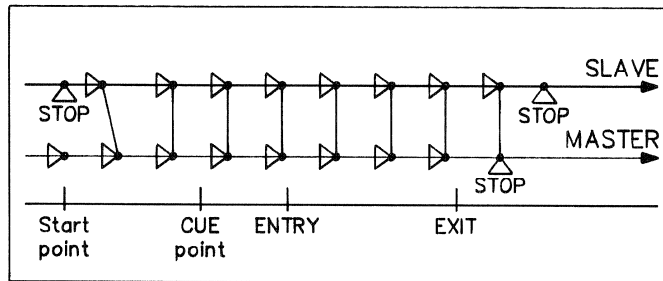 SLAVE
STOP
STOP
MASTER
STOP
Start point
CUE point
ENTRY
EXIT